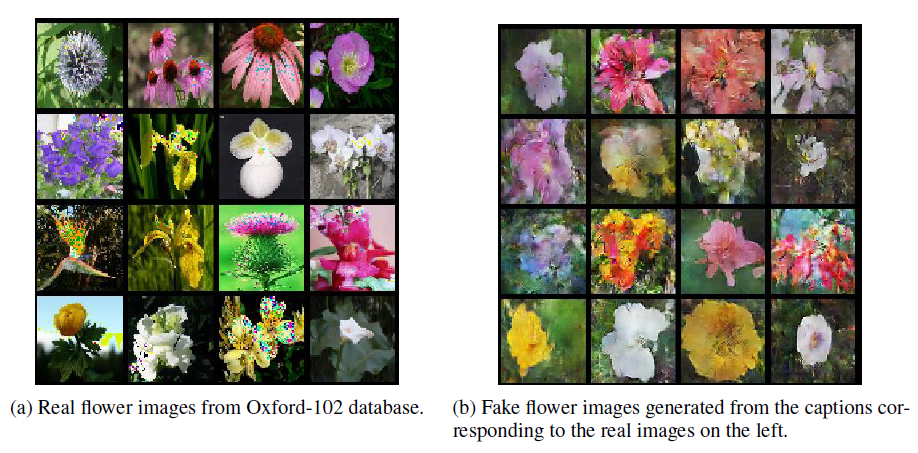 (a) Real flower images from Oxford-102 database.
(b) Fake flower images generated from the captions cor-
responding to the real images on the left.